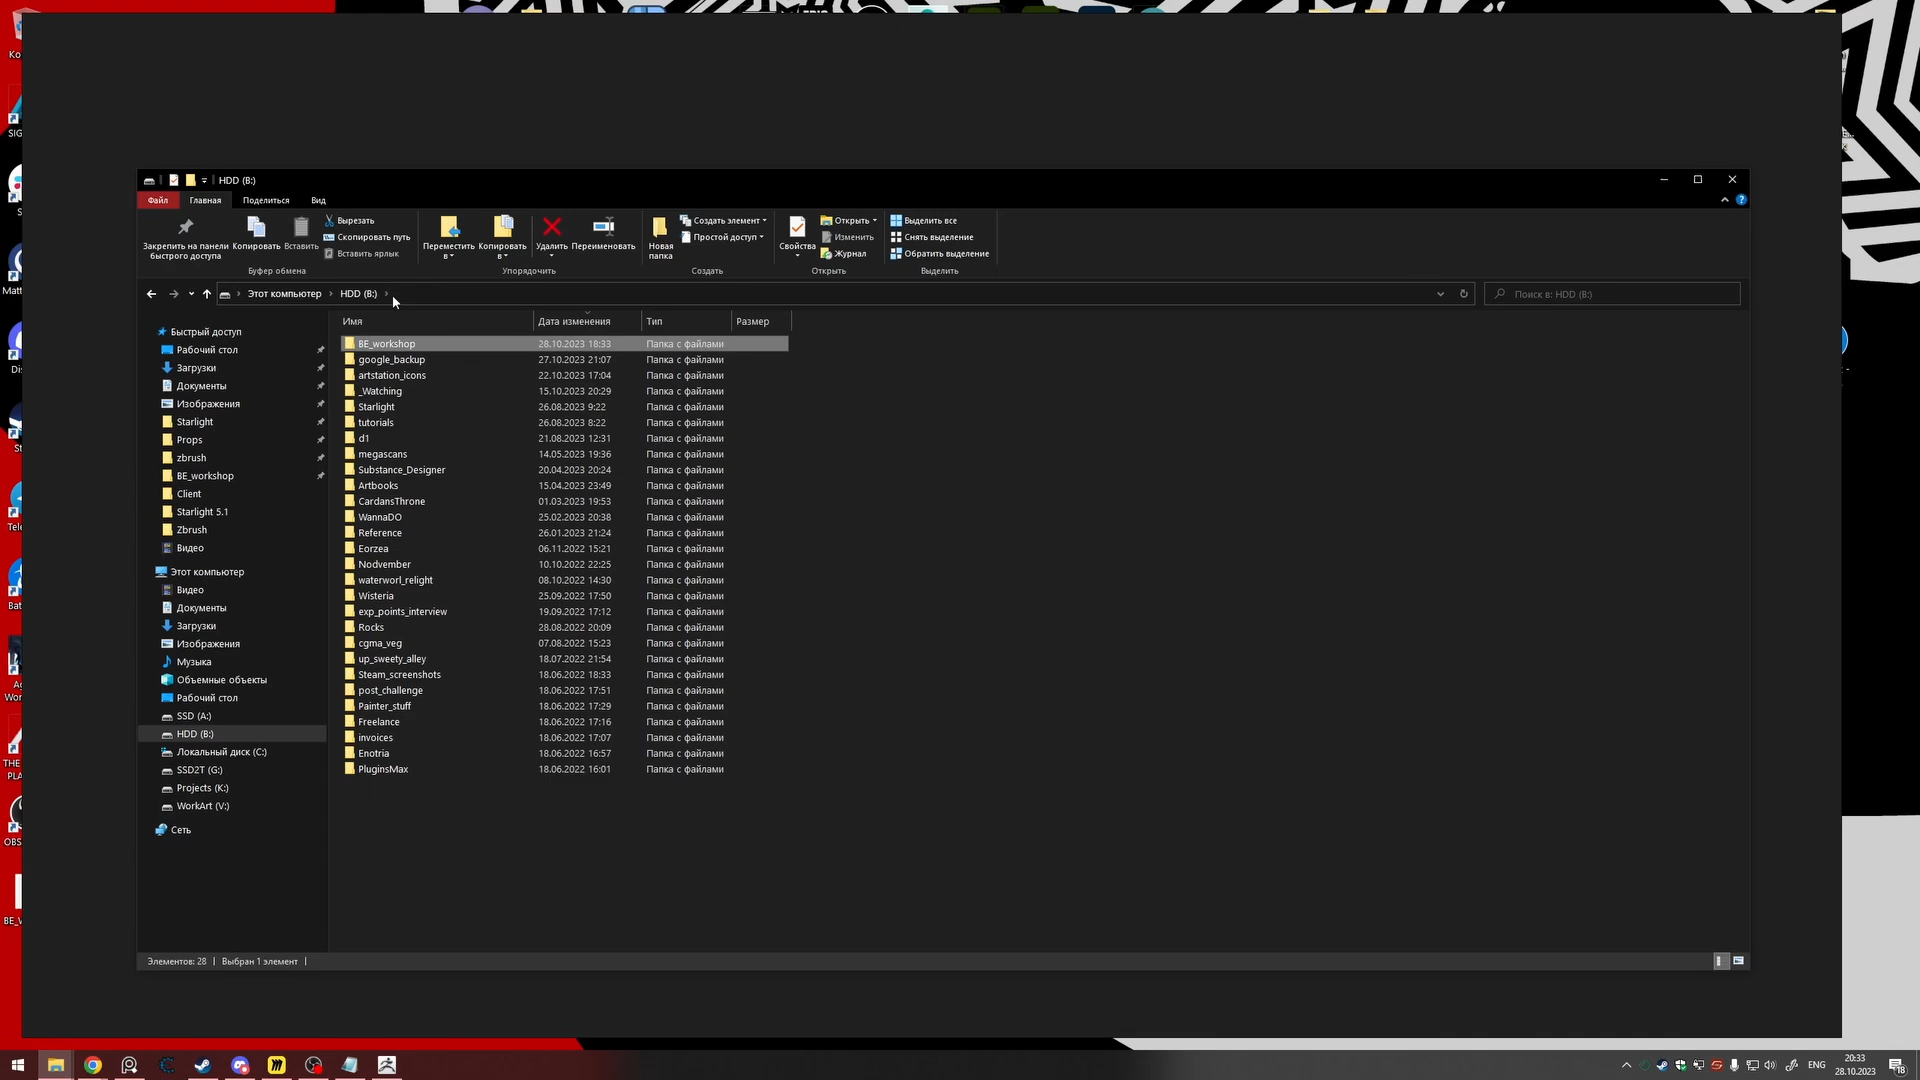 HDD (B:)
Файл
Главная
Поделиться
Вид
Закрепить на панели
быстрого доступа
Копировать
Вставить
Вырезать
Скопировать путь
Вставить ярлык
Буфер обмена
Переместить
в
Копировать
в
Удалить
Переименовать
Упорядочить
Новая
папка
Создать элемент
Простой доступ
Создать
Свойства
Открыть
Изменить
Журнал
Открыть
Выделить все
Снять выделение
Обратить выделение
Выделить
Этот компьютер › HDD (B:) ›
Поиск в: HDD (B:)
Имя Дата изменения Тип Размер
BE_workshop 28.10.2023 18:33 Папка с файлами
google_backup 27.10.2023 21:07 Папка с файлами
artstation_icons 22.10.2023 17:04 Папка с файлами
_Watching 15.10.2023 20:29 Папка с файлами
Starlight 26.08.2023 9:22 Папка с файлами
tutorials 26.08.2023 8:22 Папка с файлами
d1 21.08.2023 12:31 Папка с файлами
megascans 14.05.2023 19:36 Папка с файлами
Substance_Designer 20.04.2023 20:24 Папка с файлами
Artbooks 15.04.2023 23:49 Папка с файлами
CardansThrone 01.03.2023 19:53 Папка с файлами
WannaDO 25.02.2023 20:38 Папка с файлами
Reference 26.01.2023 21:24 Папка с файлами
Eorzea 06.11.2022 15:21 Папка с файлами
Nodvember 10.10.2022 22:25 Папка с файлами
waterworl_relight 08.10.2022 14:30 Папка с файлами
Wisteria 25.09.2022 17:50 Папка с файлами
exp_points_interview 19.09.2022 17:12 Папка с файлами
Rocks 28.08.2022 20:09 Папка с файлами
cgma_veg 07.08.2022 15:23 Папка с файлами
up_sweety_alley 18.07.2022 21:54 Папка с файлами
Steam_screenshots 18.06.2022 18:33 Папка с файлами
post_challenge 18.06.2022 17:51 Папка с файлами
Painter_stuff 18.06.2022 17:29 Папка с файлами
Freelance 18.06.2022 17:16 Папка с файлами
invoices 18.06.2022 17:07 Папка с файлами
Enotria 18.06.2022 16:57 Папка с файлами
PluginsMax 18.06.2022 16:01 Папка с файлами
Быстрый доступ
Рабочий стол
Загрузки
Документы
Изображения
Starlight
Props
zbrush
BE_workshop
Client
Starlight 5.1
Zbrush
Видео
Этот компьютер
Видео
Документы
Загрузки
Изображения
Музыка
Объемные объекты
Рабочий стол
SSD (A:)
HDD (B:)
Локальный диск (C:)
SSD2T (G:)
Projects (K:)
WorkArt (V:)
Сеть
Элементов: 28 | Выбран 1 элемент |
Ко
SIG
Matt
Dis
St
Tele
Bat
Wor
THE
PLA
OBS
BE_
ENG
20:33
28.10.2023
18